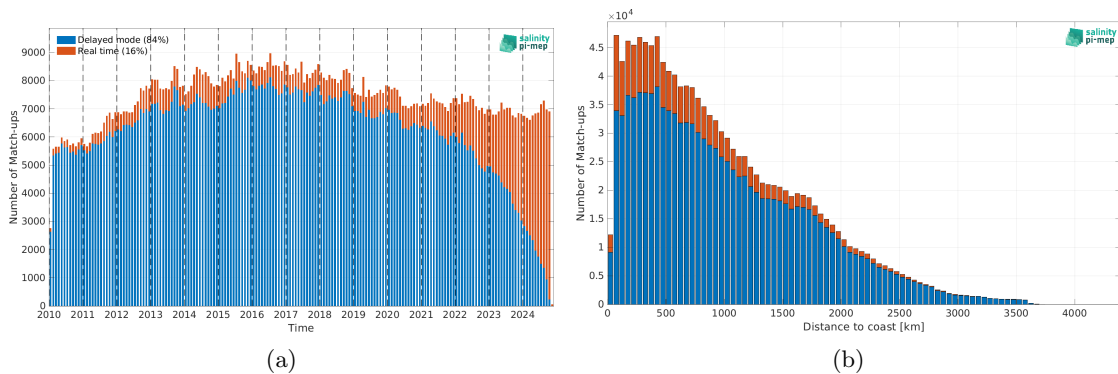 Delayed mode (84%)
Real time (16%)
salinity
pi-mep
Number of Match-ups
9000
8000
7000
6000
5000
4000
3000
2000
1000
0
2010 2011 2012 2013 2014 2015 2016 2017 2018 2019 2020 2021 2022 2023 2024
Time
(a)
×10⁴
salinity
pi-mep
Number of Match-ups
4.5
4
3.5
3
2.5
2
1.5
1
0.5
0
0 500 1000 1500 2000 2500 3000 3500 4000
Distance to coast [km]
(b)